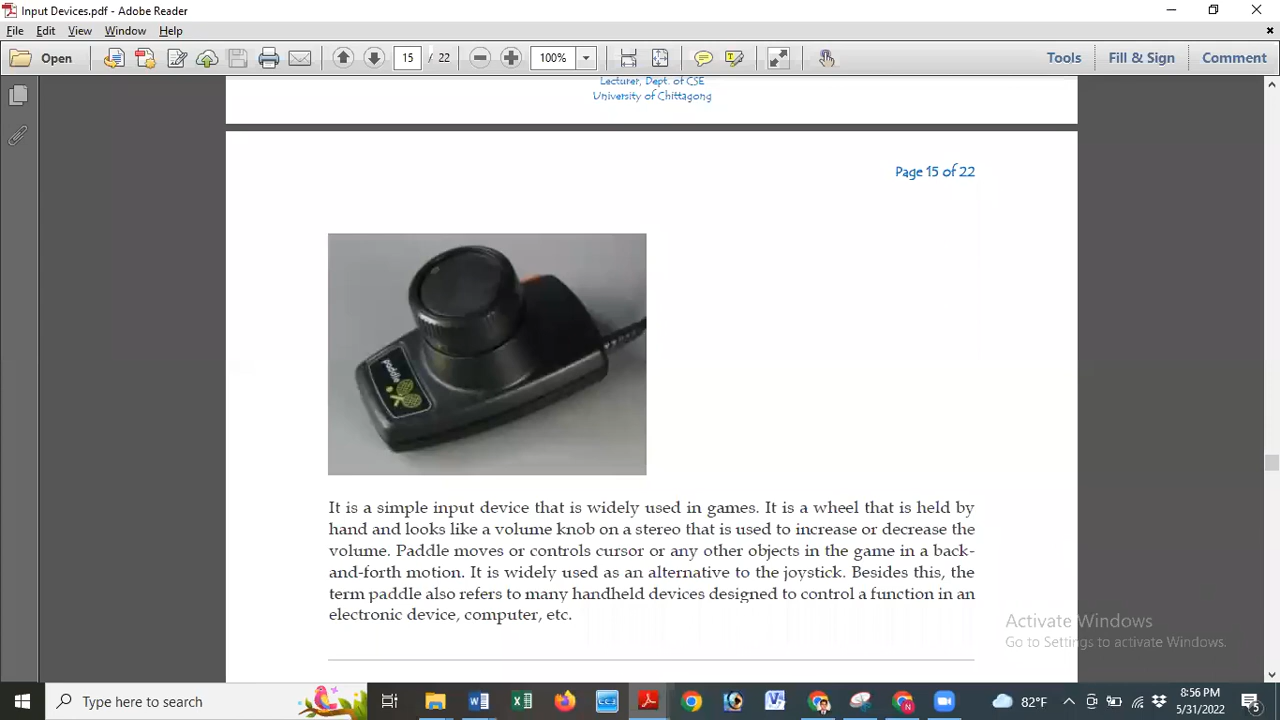 Input Devices.pdf - Adobe Reader
File Edit View Window Help
Open 15 / 22 100% Tools Fill & Sign Comment
Lecturer, Dept. of CSE
University of Chittagong
Page 15 of 22
paddle
It is a simple input device that is widely used in games. It is a wheel that is held by
hand and looks like a volume knob on a stereo that is used to increase or decrease the
volume. Paddle moves or controls cursor or any other objects in the game in a back-
and-forth motion. It is widely used as an alternative to the joystick. Besides this, the
term paddle also refers to many handheld devices designed to control a function in an
electronic device, computer, etc.
Activate Windows
Go to Settings to activate Windows.
Type here to search
82°F
8:56 PM
5/31/2022
5